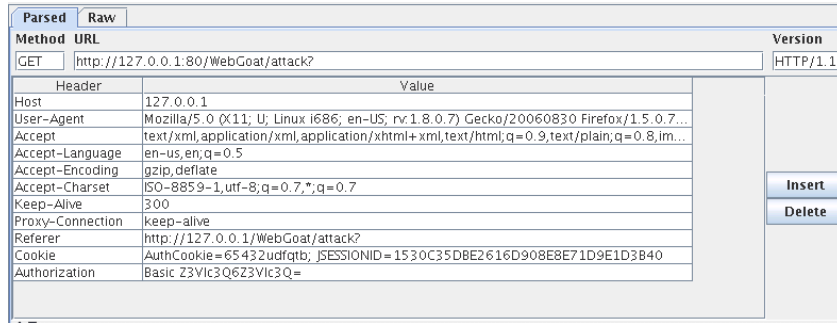 Parsed Raw
Method URL Version
GET http://127.0.0.1:80/WebGoat/attack? HTTP/1.1
Header Value
Host 127.0.0.1
User-Agent Mozilla/5.0 (X11; U; Linux i686; en-US; rv:1.8.0.7) Gecko/20060830 Firefox/1.5.0.7...
Accept text/xml,application/xml,application/xhtml+xml,text/html;q=0.9,text/plain;q=0.8,im...
Accept-Language en-us,en;q=0.5
Accept-Encoding gzip,deflate
Accept-Charset ISO-8859-1,utf-8;q=0.7,*;q=0.7
Insert
Keep-Alive 300
Delete
Proxy-Connection keep-alive
Referer http://127.0.0.1/WebGoat/attack?
Cookie AuthCookie=65432udfqtb; JSESSIONID=1530C35DBE2616D908E8E71D9E1D3B40
Authorization Basic Z3Vlc3Q6Z3Vlc3Q=